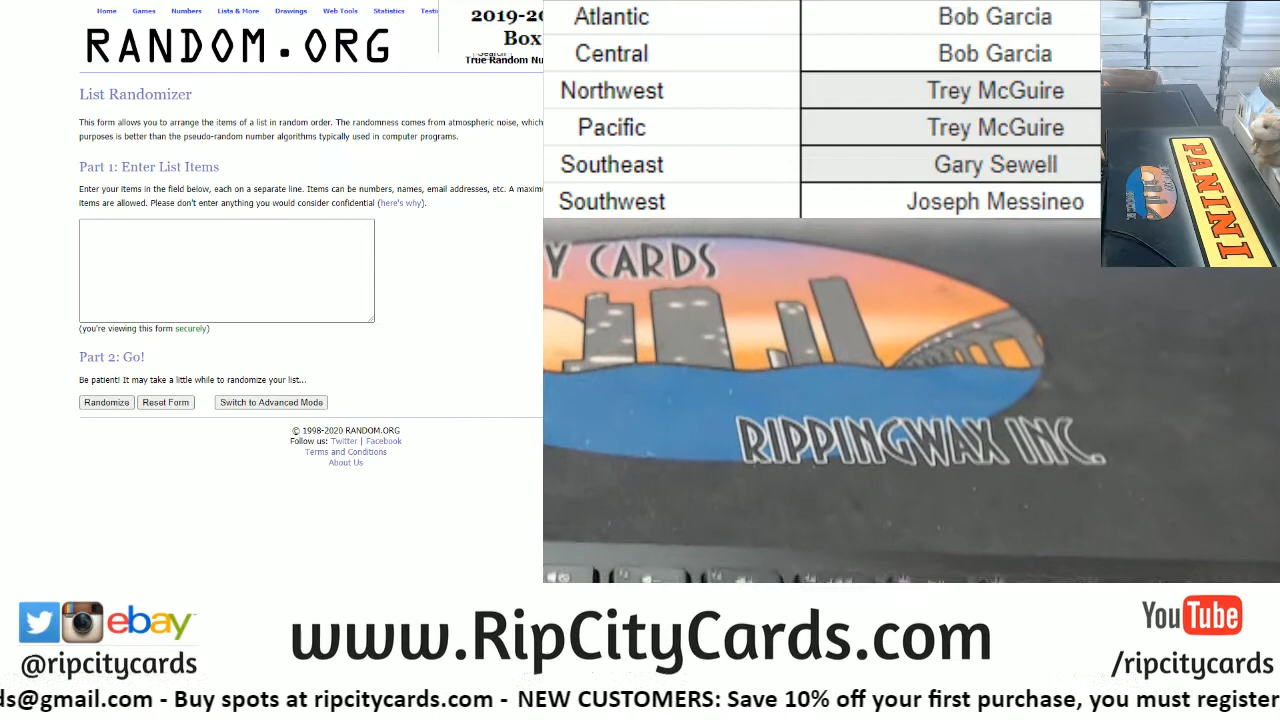 Home Games Numbers Lists & More Drawings Web Tools Statistics
RANDOM.ORG
2019-20
Box
Search
True Random Nu
List Randomizer
This form allows you to arrange the items of a list in random order. The randomness comes from atmospheric noise, which
purposes is better than the pseudo-random number algorithms typically used in computer programs.
Part 1: Enter List Items
Enter your items in the field below, each on a separate line. Items can be numbers, names, email addresses, etc. A maxim
items are allowed. Please don't enter anything you would consider confidential (here's why).
(you're viewing this form securely)
Part 2: Go!
Be patient! It may take a little while to randomize your list...
Randomize Reset Form Switch to Advanced Mode
© 1998-2020 RANDOM.ORG
Follow us: Twitter | Facebook
Terms and Conditions
About Us
Atlantic Bob Garcia
Central Bob Garcia
Northwest Trey McGuire
Pacific Trey McGuire
Southeast Gary Sewell
Southwest Joseph Messineo
PANINI
Y CARDS
RIPPINGWAX INC.
ebay
@ripcitycards
www.RipCityCards.com
YouTube
/ripcitycards
ds@gmail.com - Buy spots at ripcitycards.com - NEW CUSTOMERS: Save 10% off your first purchase, you must register